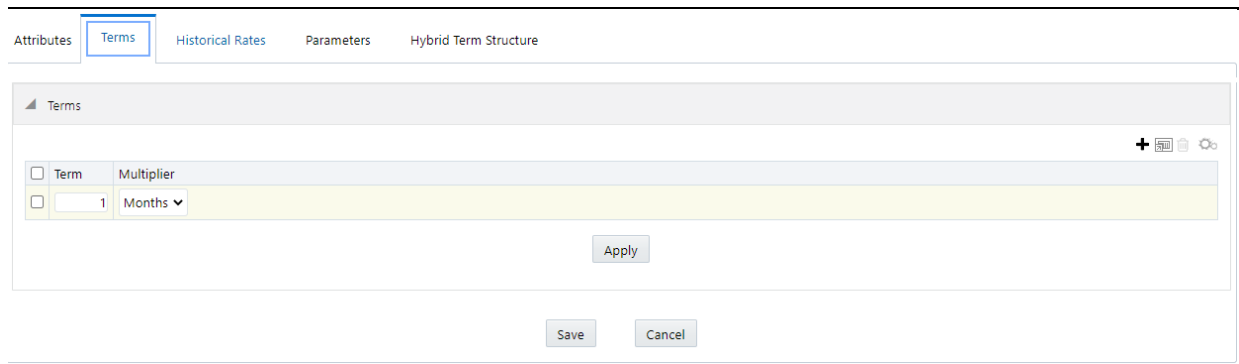 Attributes Terms Historical Rates Parameters Hybrid Term Structure
Terms
Term Multiplier
1 Months
Apply
Save Cancel